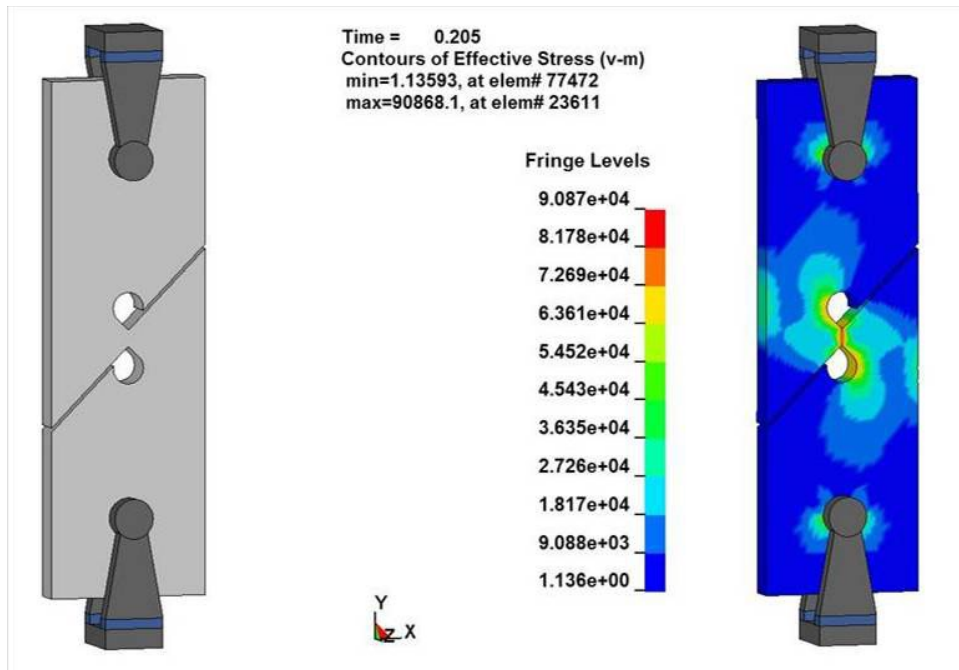 Time = 0.205
Contours of Effective Stress (v-m)
min=1.13593, at elem# 77472
max=90868.1, at elem# 23611
Fringe Levels
9.087e+04
8.178e+04
7.269e+04
6.361e+04
5.452e+04
4.543e+04
3.635e+04
2.726e+04
1.817e+04
9.088e+03
1.136e+00
Y
Z X